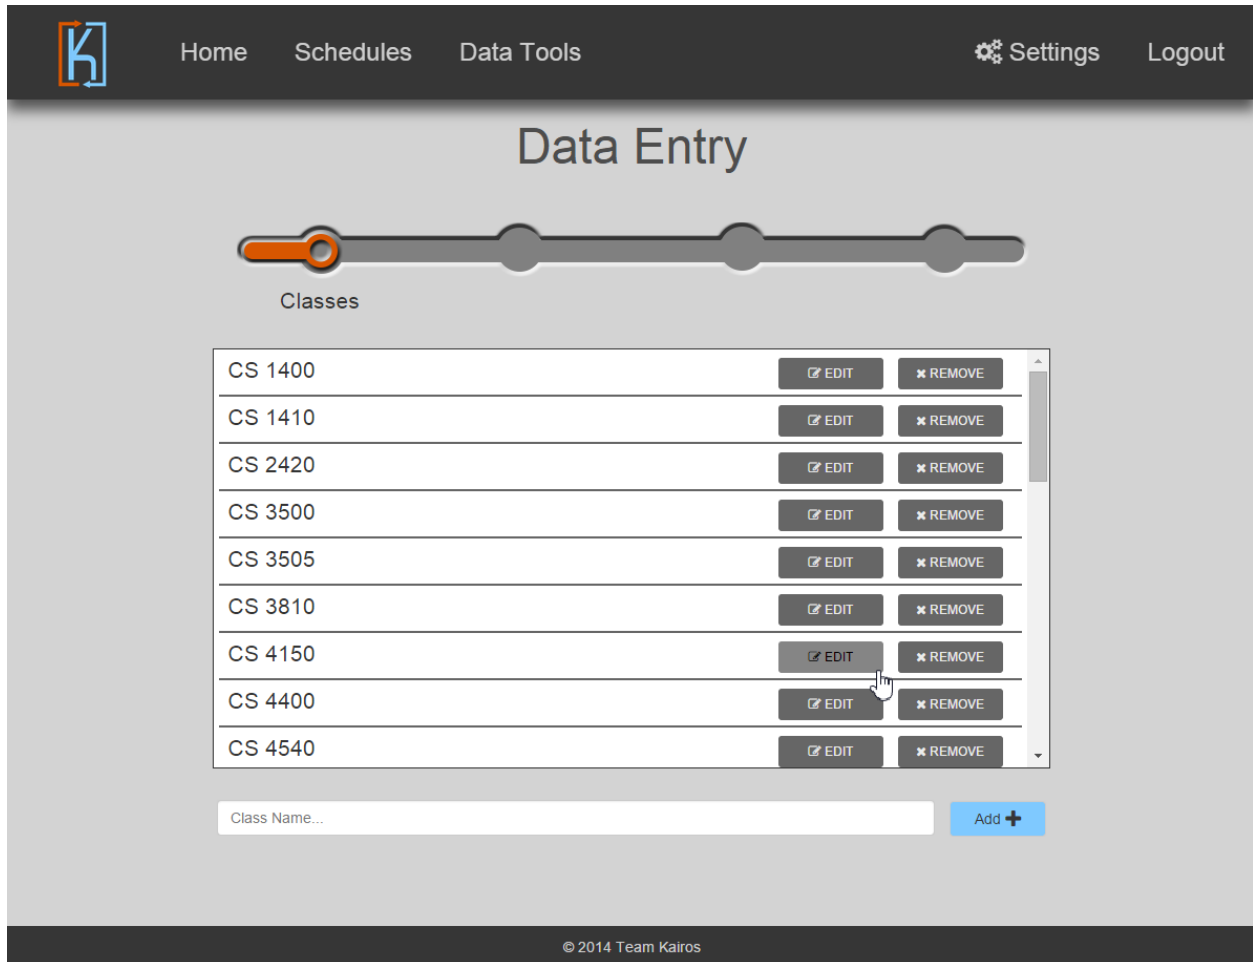 K
Home Schedules Data Tools Settings Logout
Data Entry
Classes
CS 1400 EDIT REMOVE
CS 1410 EDIT REMOVE
CS 2420 EDIT REMOVE
CS 3500 EDIT REMOVE
CS 3505 EDIT REMOVE
CS 3810 EDIT REMOVE
CS 4150 EDIT REMOVE
CS 4400 EDIT REMOVE
CS 4540 EDIT REMOVE
Class Name... Add
© 2014 Team Kairos